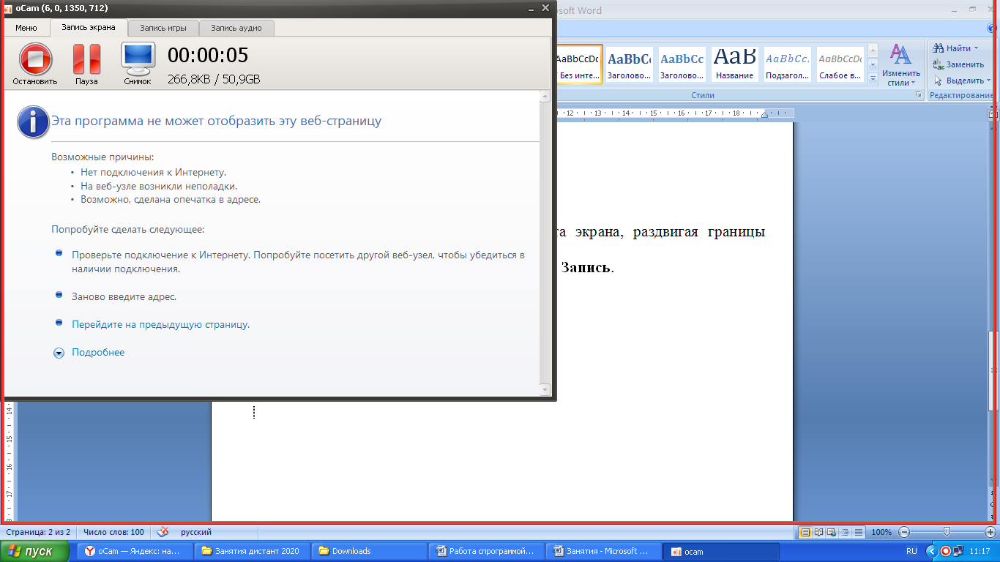 oCam (6, 0, 1350, 712)
osoft Word
Меню
Запись экрана
Запись игры
Запись аудио
Остановить
Пауза
Снимок
00:00:05
266,8KB / 50,9GB
AaBbCcDc
AaBbCc
AaBbCc
AaB
AaBbCc.
AaBbCcDc
Без инте...
Заголово...
Заголово...
Название
Подзагол...
Слабое в...
Изменить
стили
Найти
Заменить
Выделить
Стили
Редактирование
12 13 14 15 16 17 18
Эта программа не может отобразить эту веб-страницу
Возможные причины:
• Нет подключения к Интернету.
• На веб-узле возникли неполадки.
• Возможно, сделана опечатка в адресе.
Попробуйте сделать следующее:
Проверьте подключение к Интернету. Попробуйте посетить другой веб-узел, чтобы убедиться в
наличии подключения.
Заново введите адрес.
Перейдите на предыдущую страницу.
Подробнее
та экрана, раздвигая границы
Запись.
14
15
16
17
Страница: 2 из 2
Число слов: 100
русский
100%
пуск
oCam — Яндекс: на...
Занятия дистант 2020
Downloads
Работа спрограммой...
Занятия - Microsoft ...
ocam
RU
11:17